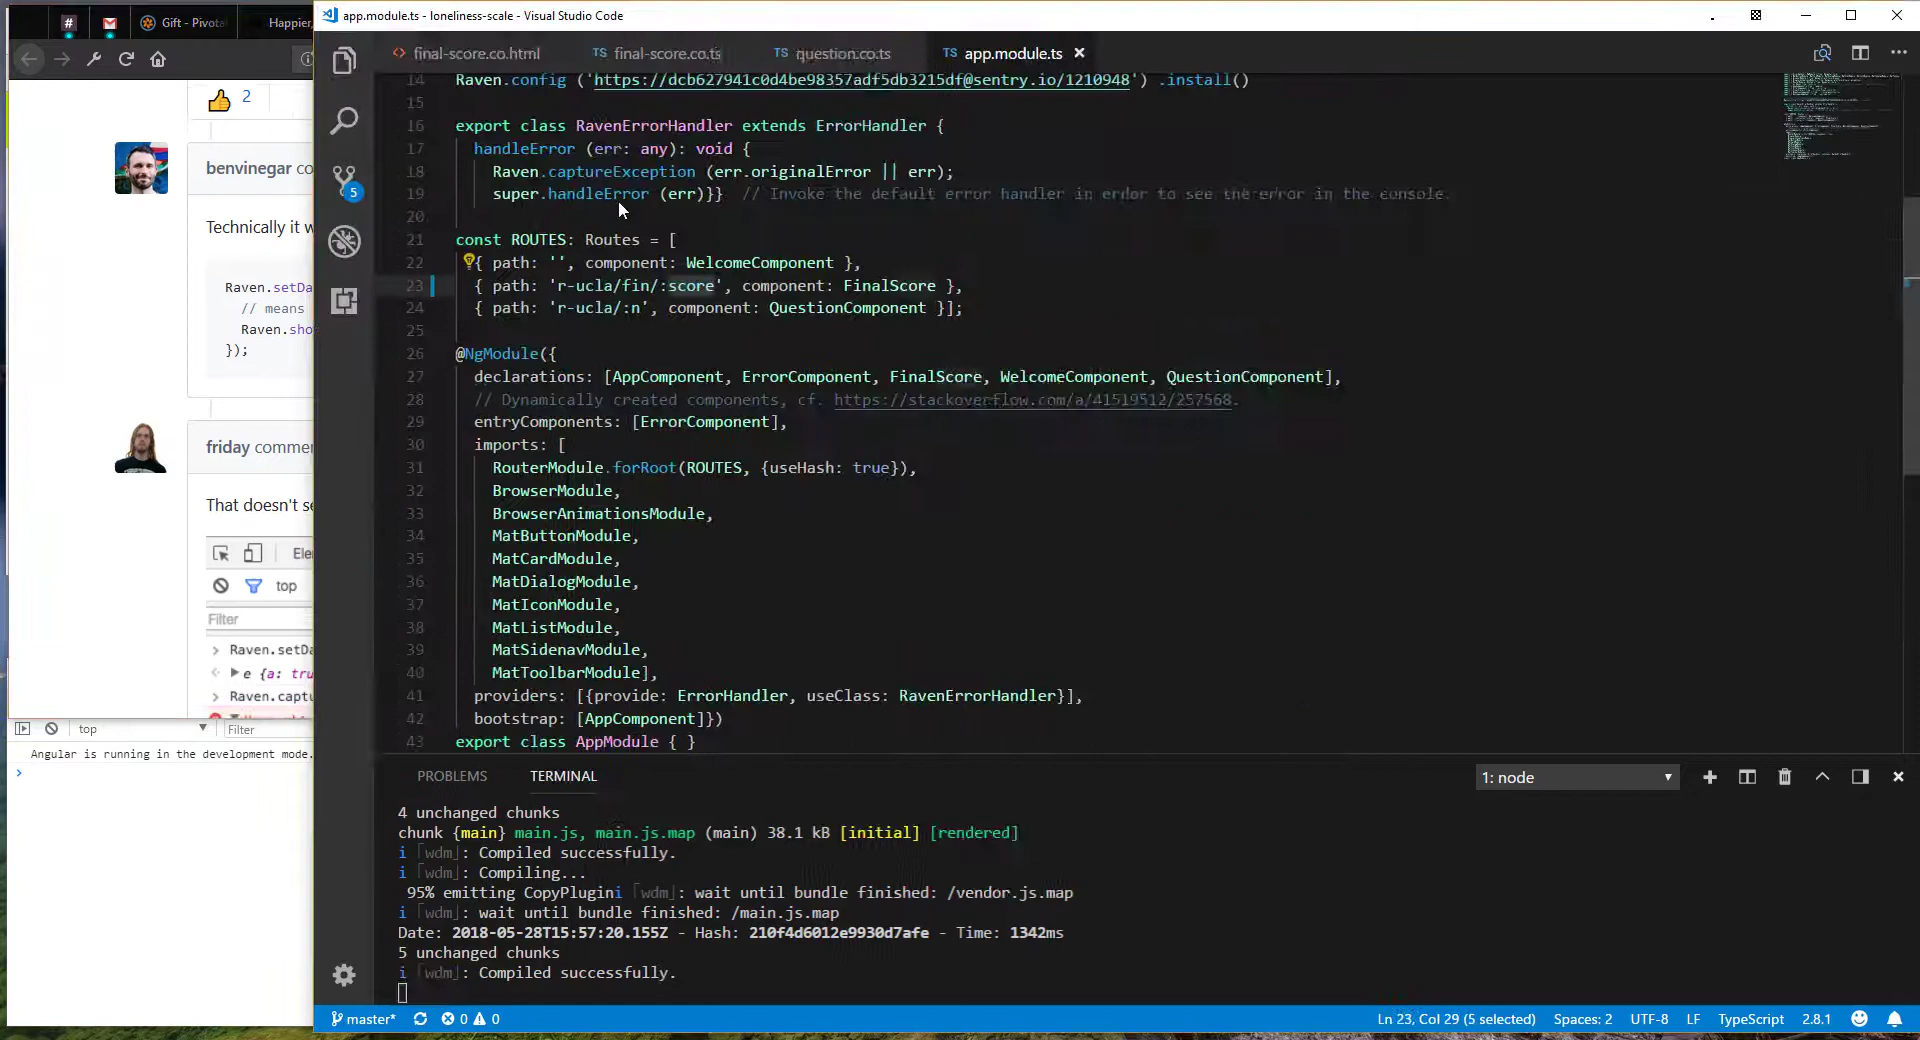 #
Gift - Pivota
Happier,
2
benvinegar co
Technically it w
Raven.setDa
// means
Raven.sho
});
friday commer
That doesn't se
Ele
top
Filter
Raven.setDa
e {a: tru
Raven.captu
top
Filter
Angular is running in the development mode.
app.module.ts - loneliness-scale - Visual Studio Code
final-score.co.html
TS final-score.co.ts
TS question.co.ts
TS app.module.ts
14 Raven.config ('https://dcb627941c0d4be98357adf5db3215df@sentry.io/1210948') .install()
15
16 export class RavenErrorHandler extends ErrorHandler {
17 handleError (err: any): void {
18 Raven.captureException (err.originalError || err);
19 super.handleError (err)}} // Invoke the default error handler in erdor to see the error in the console.
20
21 const ROUTES: Routes = [
22 { path: '', component: WelcomeComponent },
23 { path: 'r-ucla/fin/:score', component: FinalScore },
24 { path: 'r-ucla/:n', component: QuestionComponent }];
25
26 @NgModule({
27 declarations: [AppComponent, ErrorComponent, FinalScore, WelcomeComponent, QuestionComponent],
28 // Dynamically created components, cf. https://stackoverflow.com/a/41519512/257568.
29 entryComponents: [ErrorComponent],
30 imports: [
31 RouterModule.forRoot(ROUTES, {useHash: true}),
32 BrowserModule,
33 BrowserAnimationsModule,
34 MatButtonModule,
35 MatCardModule,
36 MatDialogModule,
37 MatIconModule,
38 MatListModule,
39 MatSidenavModule,
40 MatToolbarModule],
41 providers: [{provide: ErrorHandler, useClass: RavenErrorHandler}],
42 bootstrap: [AppComponent]})
43 export class AppModule { }
5
PROBLEMS TERMINAL
1: node
4 unchanged chunks
chunk {main} main.js, main.js.map (main) 38.1 kB [initial] [rendered]
i ｢wdm｣: Compiled successfully.
i ｢wdm｣: Compiling...
95% emitting CopyPlugini ｢wdm｣: wait until bundle finished: /vendor.js.map
i ｢wdm｣: wait until bundle finished: /main.js.map
Date: 2018-05-28T15:57:20.155Z - Hash: 210f4d6012e9930d7afe - Time: 1342ms
5 unchanged chunks
i ｢wdm｣: Compiled successfully.
master* 0 0
Ln 23, Col 29 (5 selected) Spaces: 2 UTF-8 LF TypeScript 2.8.1